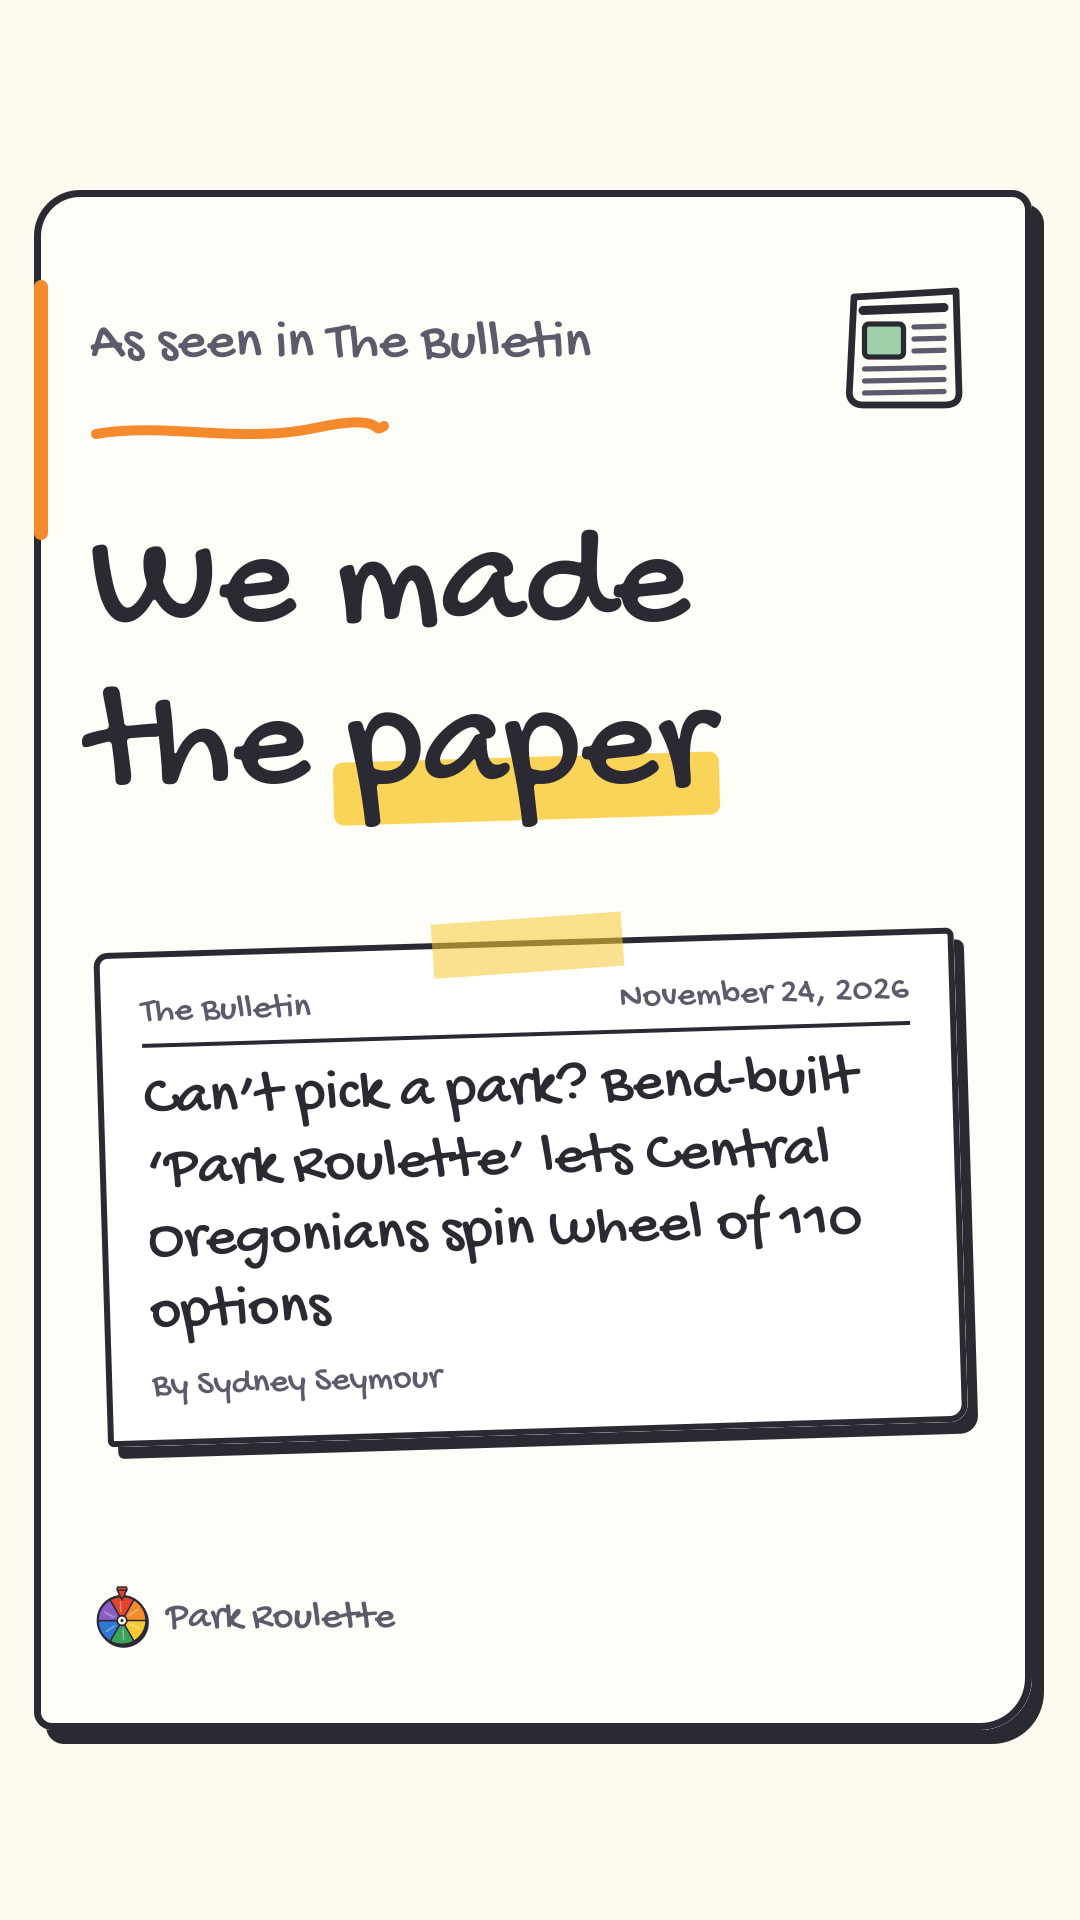 As seen in The Bulletin
We made
the paper
The Bulletin
November 24, 2026
Can't pick a park? Bend-built
'Park Roulette' lets Central
Oregonians spin wheel of 110
options
By Sydney Seymour
Park Roulette